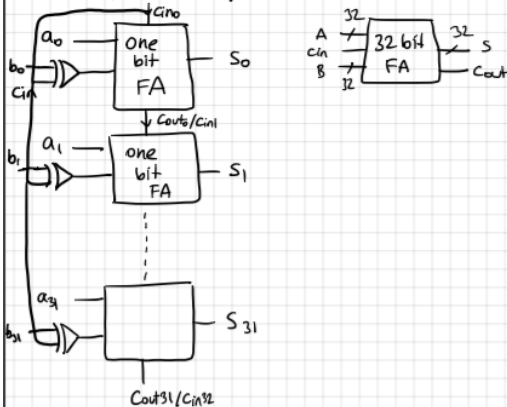 Cin0
a0
one
bit
FA
S0
b0
Cin
Cout0/Cin1
a1
b1
one
bit
FA
S1
a31
b31
S31
Cout31/Cin32
32
A
cin
B
32
32 bit
FA
32
S
Cout